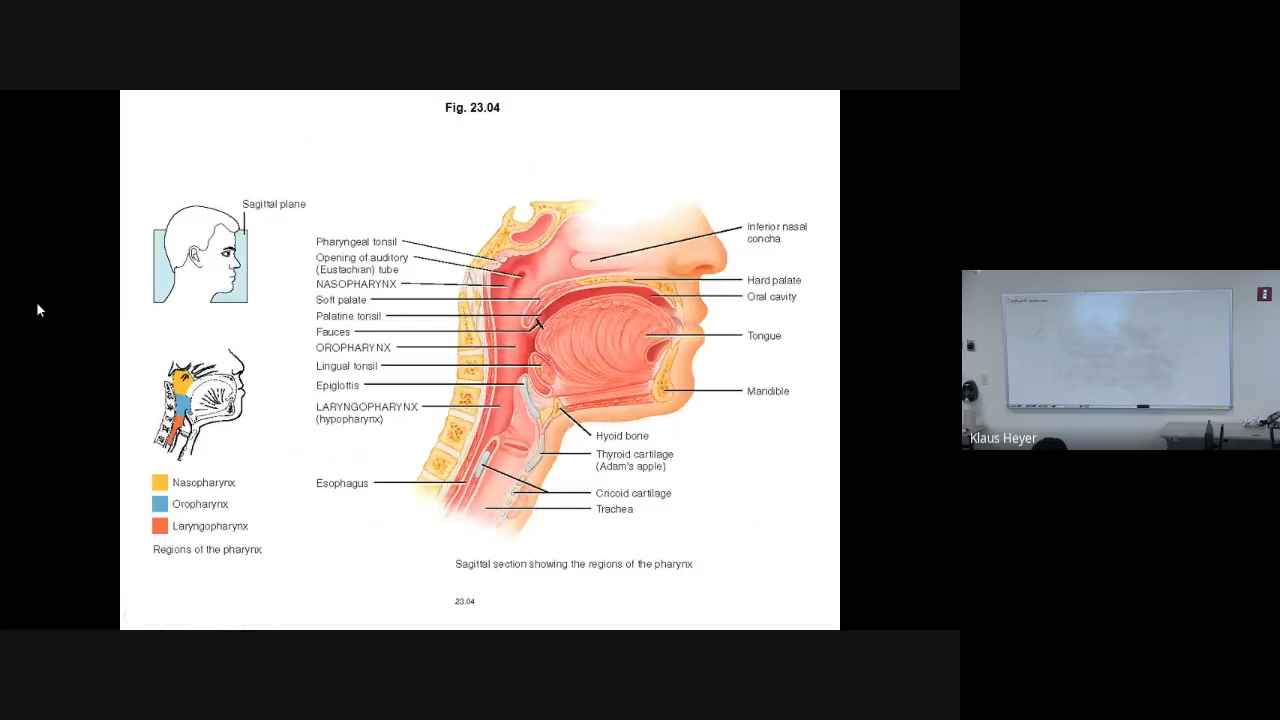 Fig. 23.04
Sagittal plane
Pharyngeal tonsil
Opening of auditory
(Eustachian) tube
NASOPHARYNX
Soft palate
Palatine tonsil
Fauces
OROPHARYNX
Lingual tonsil
Epiglottis
LARYNGOPHARYNX
(hypopharynx)
Esophagus
Inferior nasal
concha
Hard palate
Oral cavity
Tongue
Mandible
Hyoid bone
Thyroid cartilage
(Adam's apple)
Cricoid cartilage
Trachea
Nasopharynx
Oropharynx
Laryngopharynx
Regions of the pharynx
Sagittal section showing the regions of the pharynx
23.04
Klaus Heyer